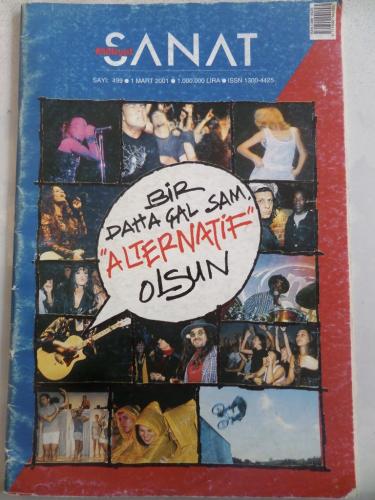 Milliyet
SANAT
SAYI: 499 ● 1 MART 2001 ● 1.000.000 LİRA ● ISSN 1300-4425
BİR
DAHA ÇAL SAM,
"ALTERNATİF"
OLSUN